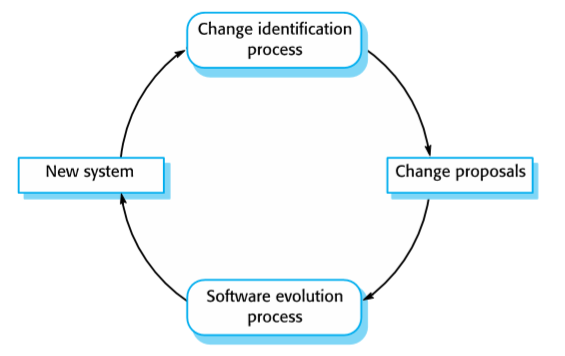 Change identification
process
New system
Change proposals
Software evolution
process